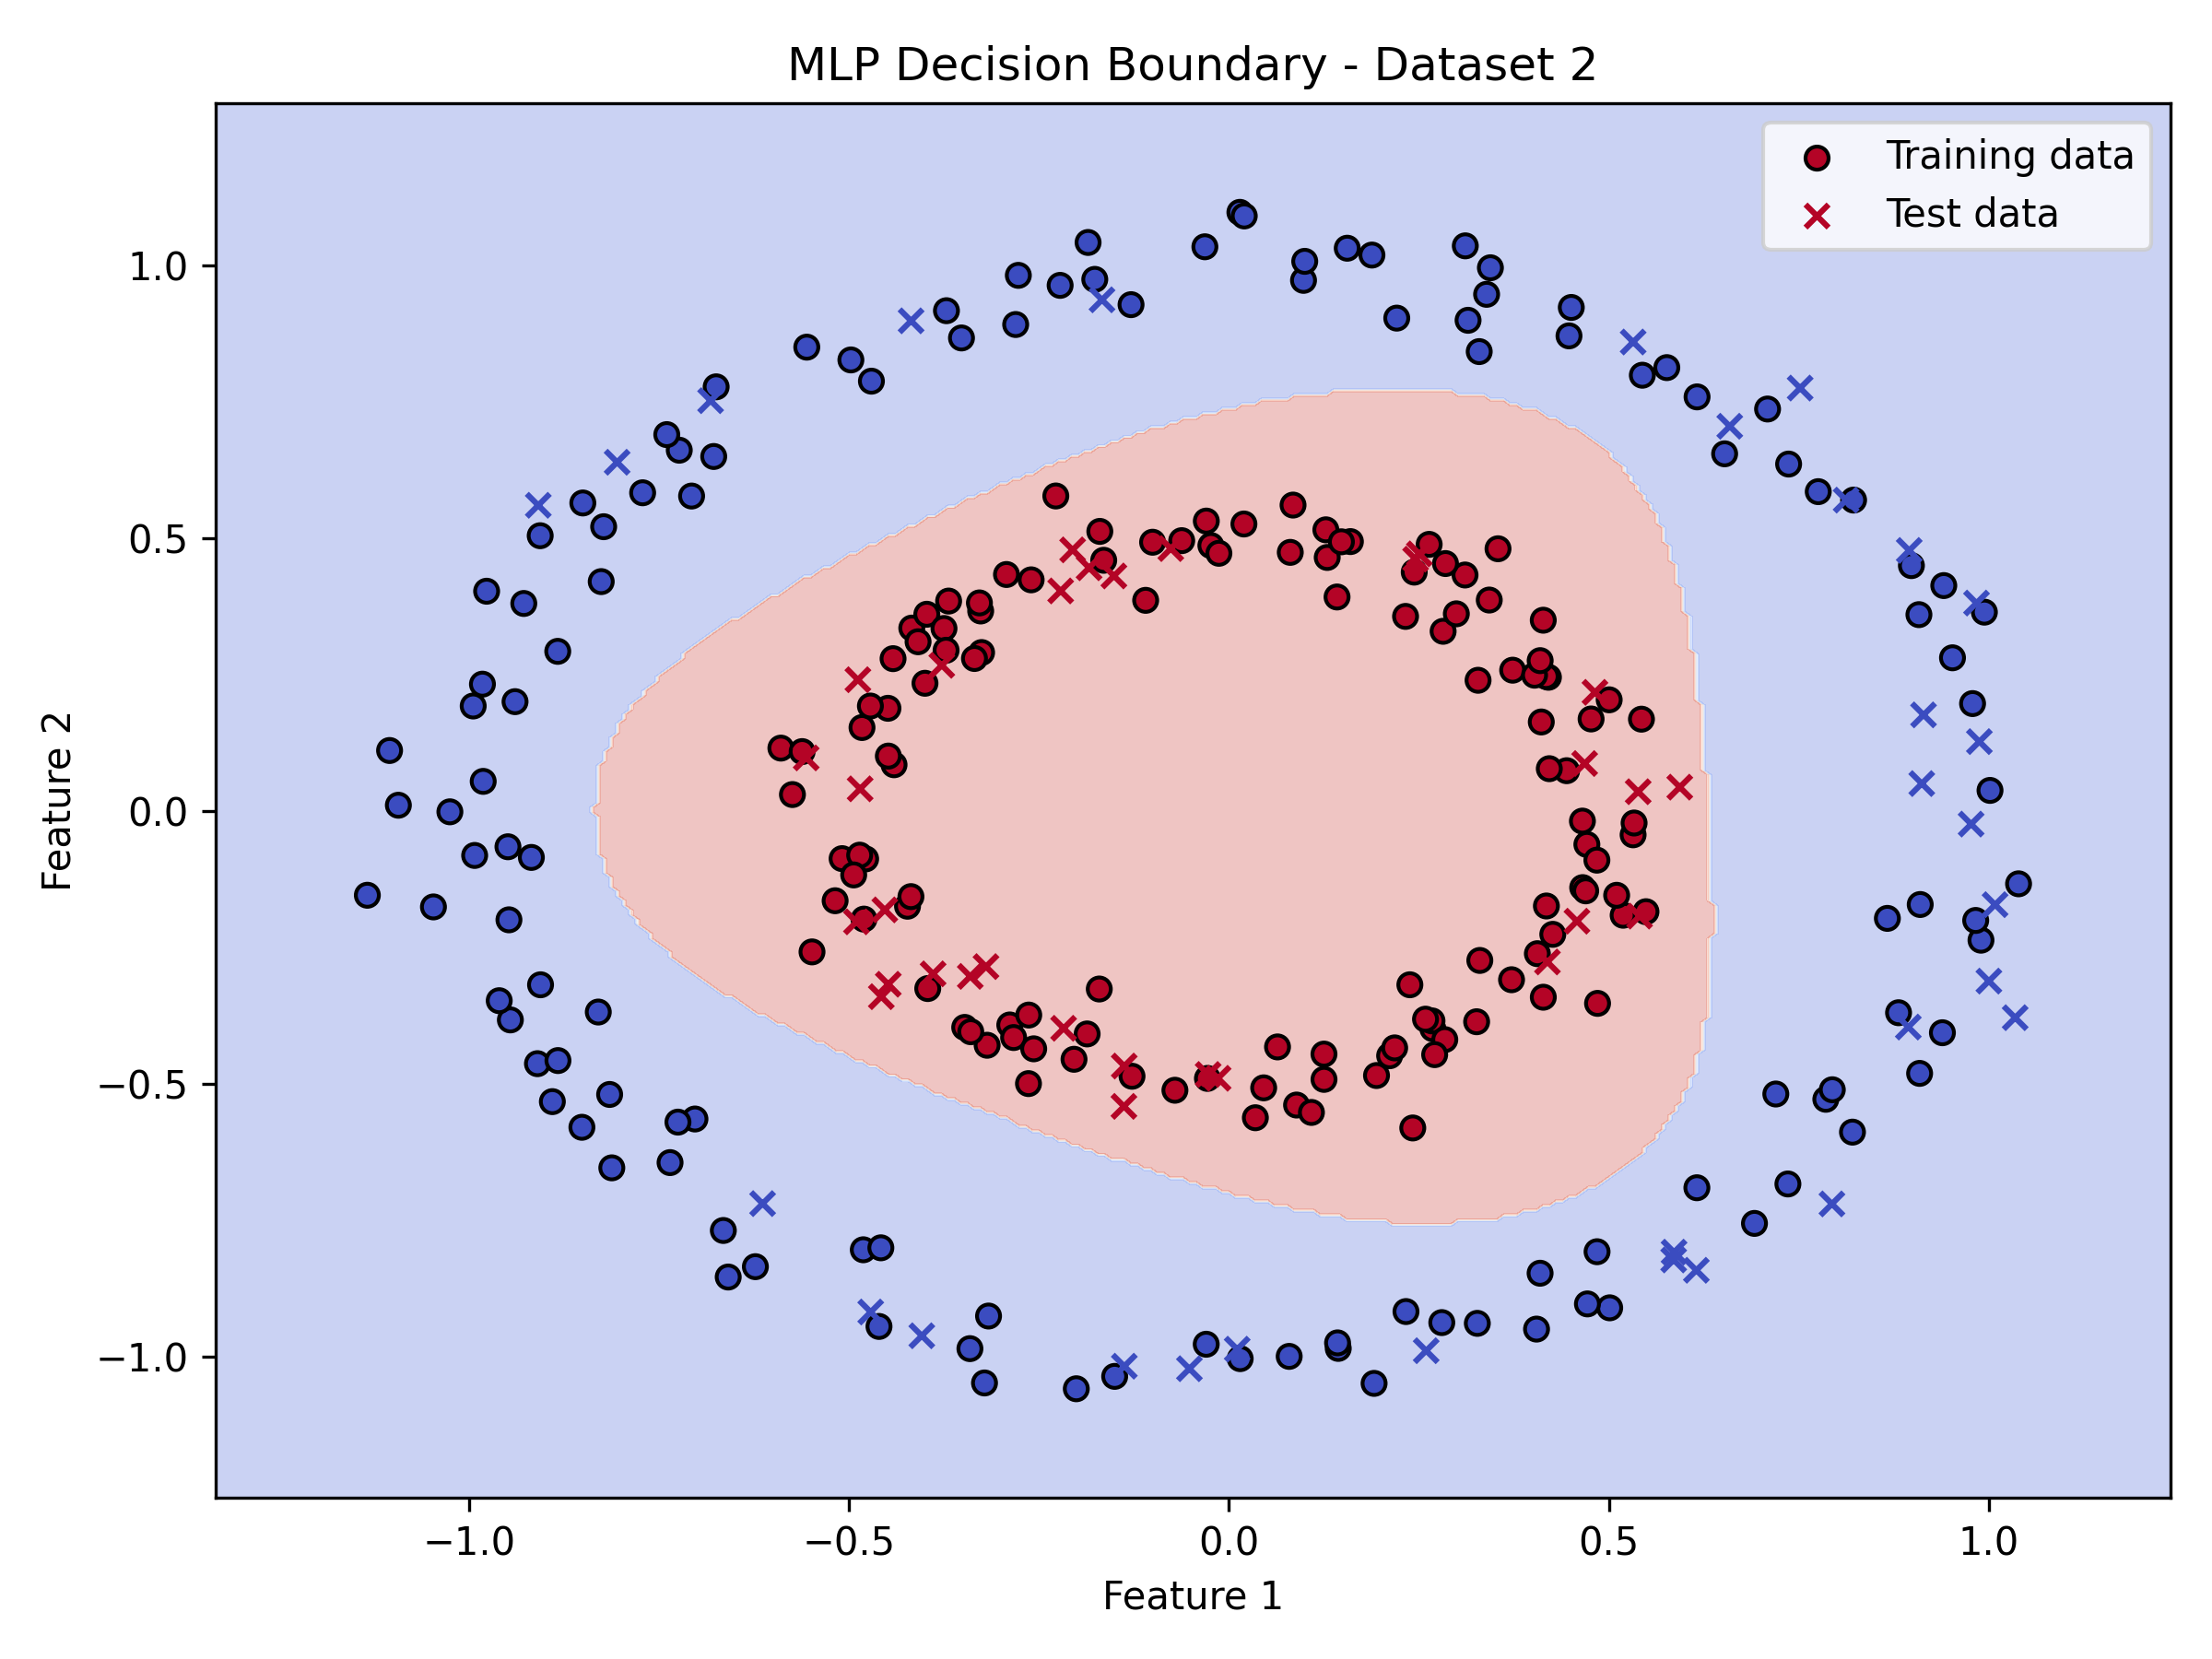 MLP Decision Boundary - Dataset 2
Training data
Test data
1.0
0.5
0.0
−0.5
−1.0
Feature 2
−1.0 −0.5 0.0 0.5 1.0
Feature 1